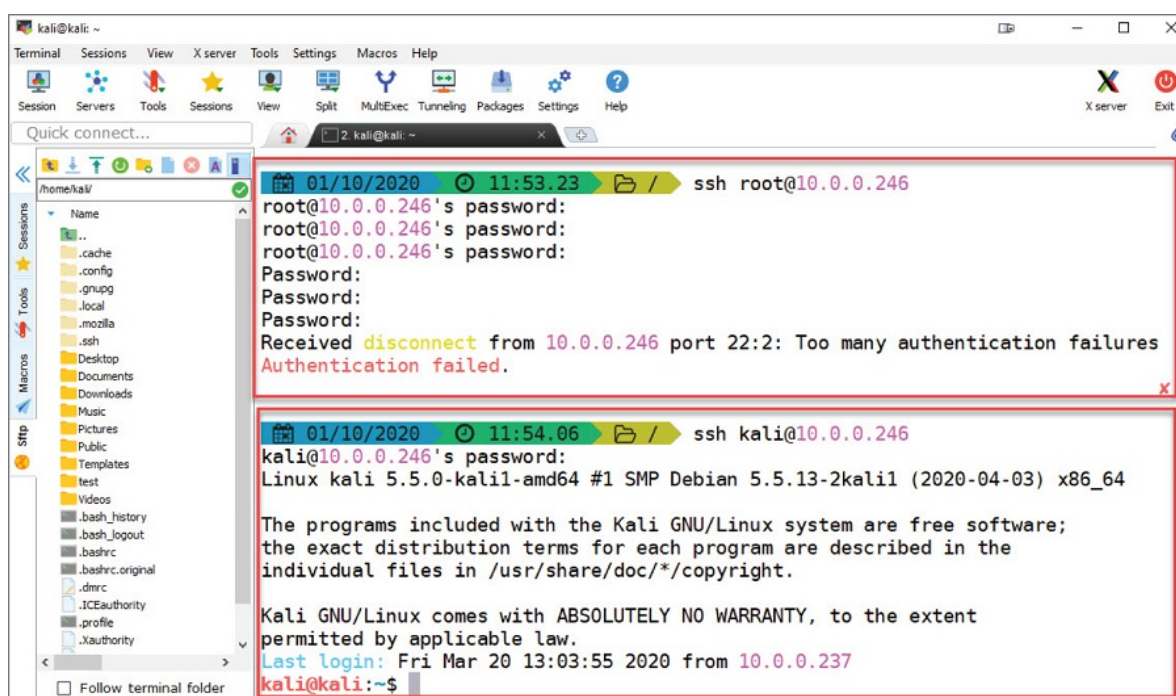 kali@kali: ~
Terminal Sessions View X server Tools Settings Macros Help
Session Servers Tools Sessions View Split MultiExec Tunneling Packages Settings Help X server Exit
Quick connect...
2. kali@kali: ~
/home/kali/
Name
..
.cache
.config
.gnupg
.local
.mozilla
.ssh
Desktop
Documents
Downloads
Music
Pictures
Public
Templates
test
Videos
.bash_history
.bash_logout
.bashrc
.bashrc.original
.dmrc
.ICEauthority
.profile
.Xauthority
Follow terminal folder
Sessions
Tools
Macros
Sftp
01/10/2020 11:53.23 / ssh root@10.0.0.246
root@10.0.0.246's password:
root@10.0.0.246's password:
root@10.0.0.246's password:
Password:
Password:
Password:
Received disconnect from 10.0.0.246 port 22:2: Too many authentication failures
Authentication failed.
01/10/2020 11:54.06 / ssh kali@10.0.0.246
kali@10.0.0.246's password:
Linux kali 5.5.0-kali1-amd64 #1 SMP Debian 5.5.13-2kali1 (2020-04-03) x86_64
The programs included with the Kali GNU/Linux system are free software;
the exact distribution terms for each program are described in the
individual files in /usr/share/doc/*/copyright.
Kali GNU/Linux comes with ABSOLUTELY NO WARRANTY, to the extent
permitted by applicable law.
Last login: Fri Mar 20 13:03:55 2020 from 10.0.0.237
kali@kali:~$